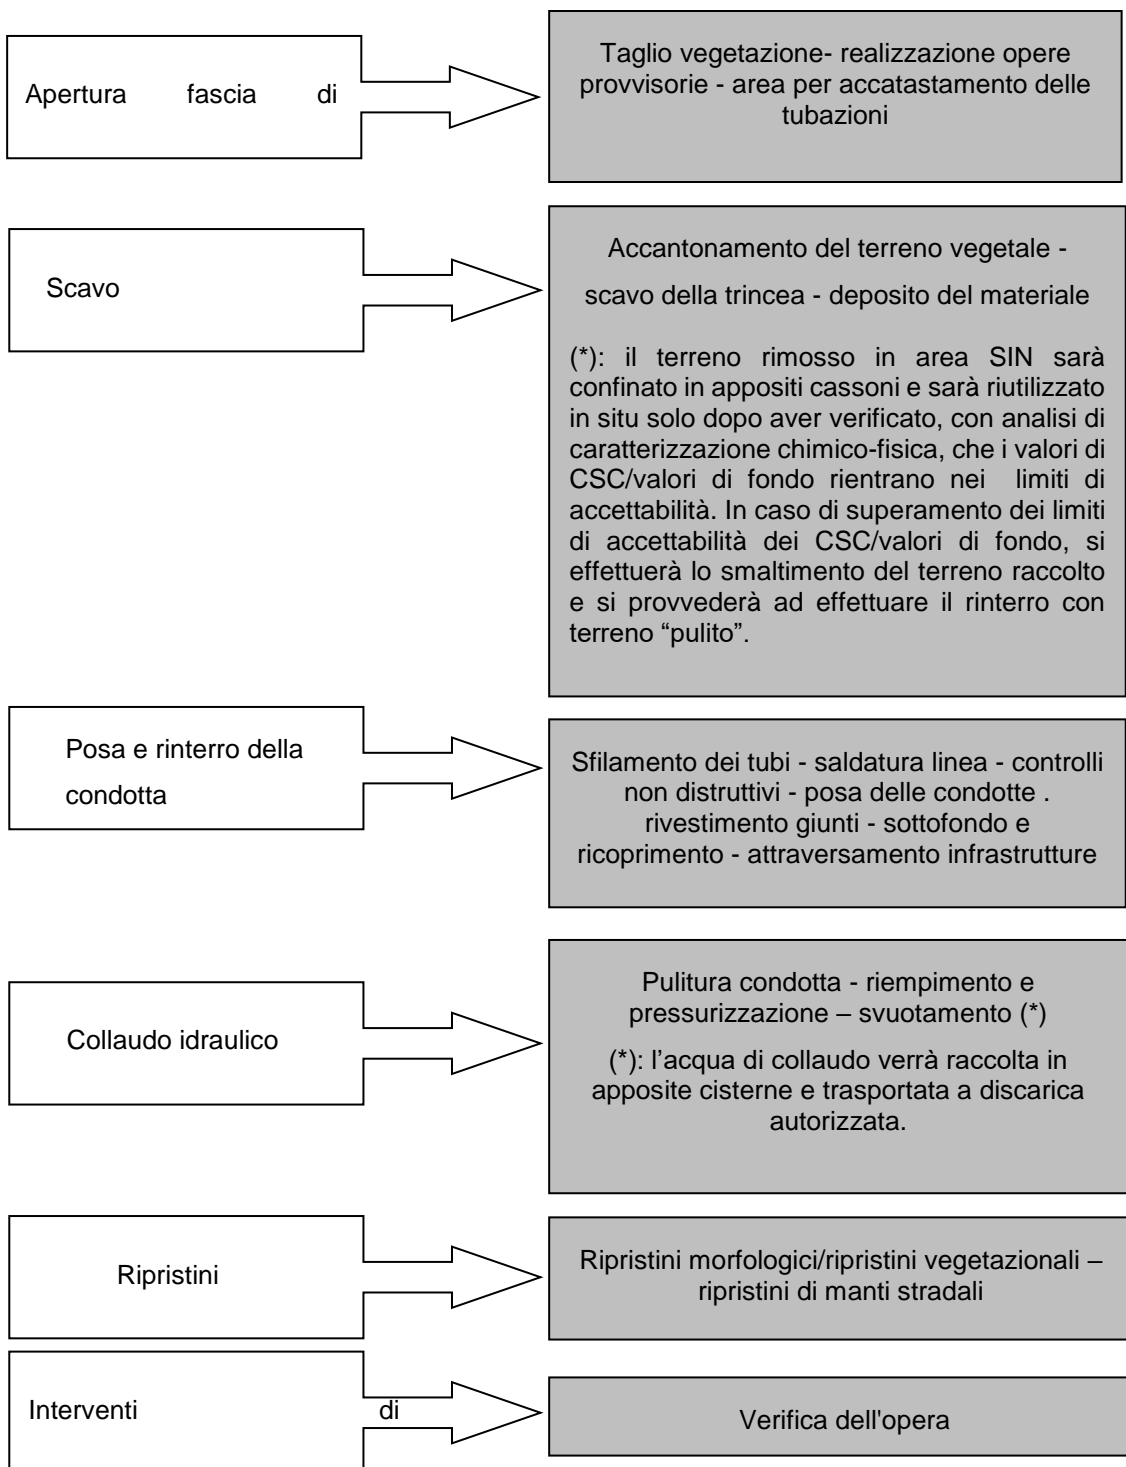 Apertura fascia di
Taglio vegetazione- realizzazione opere
provvisorie - area per accatastamento delle
tubazioni
Scavo
Accantonamento del terreno vegetale -
scavo della trincea - deposito del materiale
(*): il terreno rimosso in area SIN sarà
confinato in appositi cassoni e sarà riutilizzato
in situ solo dopo aver verificato, con analisi di
caratterizzazione chimico-fisica, che i valori di
CSC/valori di fondo rientrano nei limiti di
accettabilità. In caso di superamento dei limiti
di accettabilità dei CSC/valori di fondo, si
effettuerà lo smaltimento del terreno raccolto
e si provvederà ad effettuare il rinterro con
terreno “pulito”.
Posa e rinterro della
condotta
Sfilamento dei tubi - saldatura linea - controlli
non distruttivi - posa delle condotte .
rivestimento giunti - sottofondo e
ricoprimento - attraversamento infrastrutture
Collaudo idraulico
Pulitura condotta - riempimento e
pressurizzazione – svuotamento (*)
(*): l’acqua di collaudo verrà raccolta in
apposite cisterne e trasportata a discarica
autorizzata.
Ripristini
Ripristini morfologici/ripristini vegetazionali –
ripristini di manti stradali
Interventi di
Verifica dell'opera